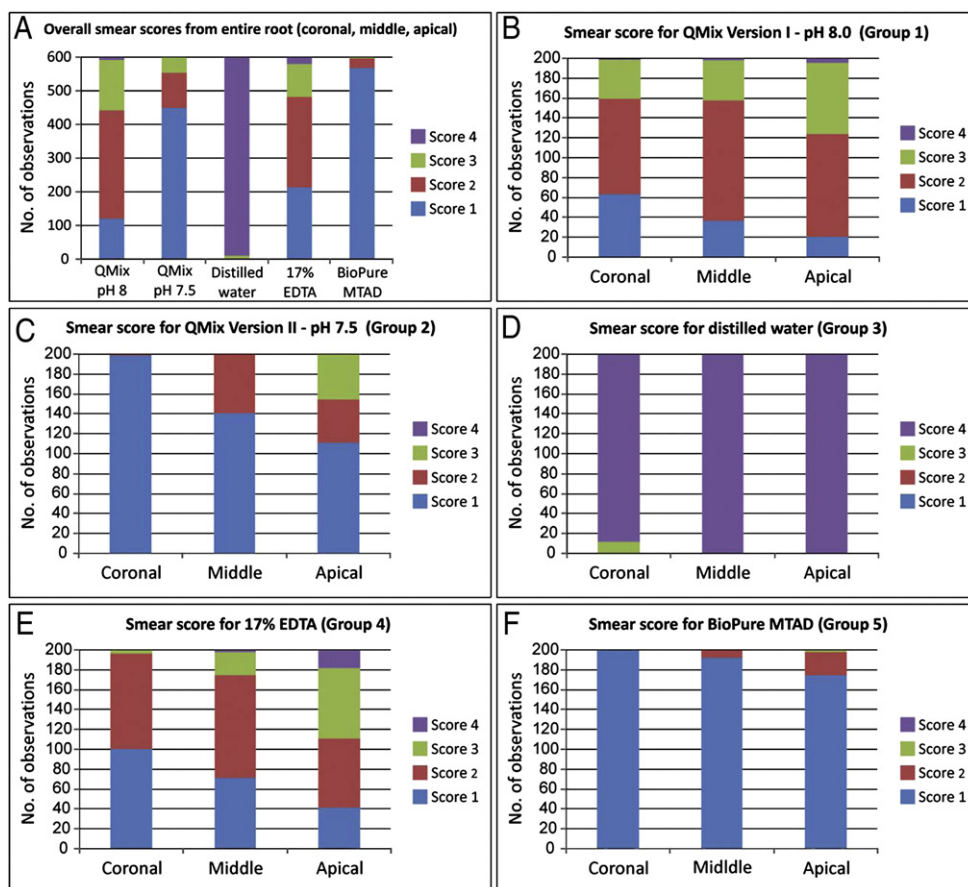 A Overall smear scores from entire root (coronal, middle, apical)
No. of observations
600
500
400
300
200
100
0
QMix pH 8
QMix pH 7.5
Distilled water
17% EDTA
BioPure MTAD
Score 4
Score 3
Score 2
Score 1
B Smear score for QMix Version I - pH 8.0 (Group 1)
No. of observations
200
180
160
140
120
100
80
60
40
20
0
Coronal Middle Apical
Score 4
Score 3
Score 2
Score 1
C Smear score for QMix Version II - pH 7.5 (Group 2)
No. of observations
200
180
160
140
120
100
80
60
40
20
0
Coronal Middle Apical
Score 4
Score 3
Score 2
Score 1
D Smear score for distilled water (Group 3)
No. of observations
200
180
160
140
120
100
80
60
40
20
0
Coronal Middle Apical
Score 4
Score 3
Score 2
Score 1
E Smear score for 17% EDTA (Group 4)
No. of observations
200
180
160
140
120
100
80
60
40
20
0
Coronal Middle Apical
Score 4
Score 3
Score 2
Score 1
F Smear score for BioPure MTAD (Group 5)
No. of observations
200
180
160
140
120
100
80
60
40
20
0
Coronal Midldle Apical
Score 4
Score 3
Score 2
Score 1